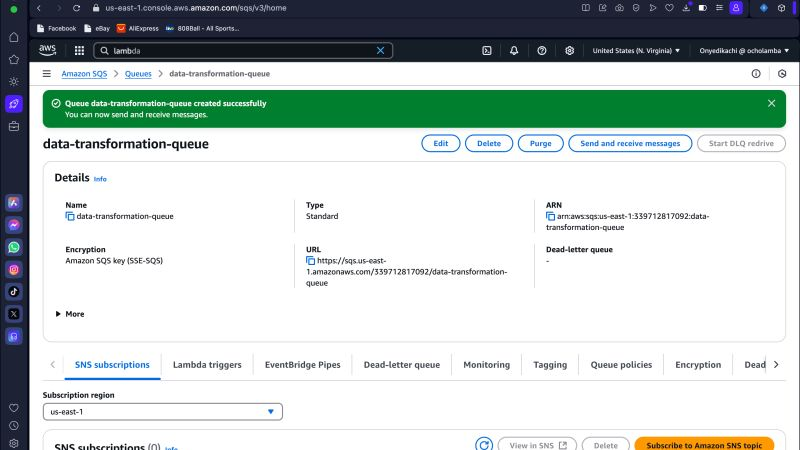 us-east-1.console.aws.amazon.com/sqs/v3/home
Facebook
eBay
AliExpress
808Ball - All Sports...
aws
lambda
United States (N. Virginia)
Onyedikachi @ ocholamba
Amazon SQS
Queues
data-transformation-queue
Queue data-transformation-queue created successfully
You can now send and receive messages.
data-transformation-queue
Edit
Delete
Purge
Send and receive messages
Start DLQ redrive
Details Info
Name
data-transformation-queue
Type
Standard
ARN
arn:aws:sqs:us-east-1:339712817092:data-
transformation-queue
Encryption
Amazon SQS key (SSE-SQS)
URL
https://sqs.us-east-
1.amazonaws.com/339712817092/data-transformation-
queue
Dead-letter queue
-
More
SNS subscriptions
Lambda triggers
EventBridge Pipes
Dead-letter queue
Monitoring
Tagging
Queue policies
Encryption
Dead
Subscription region
us-east-1
SNS subscriptions (0) Info
View in SNS
Delete
Subscribe to Amazon SNS topic